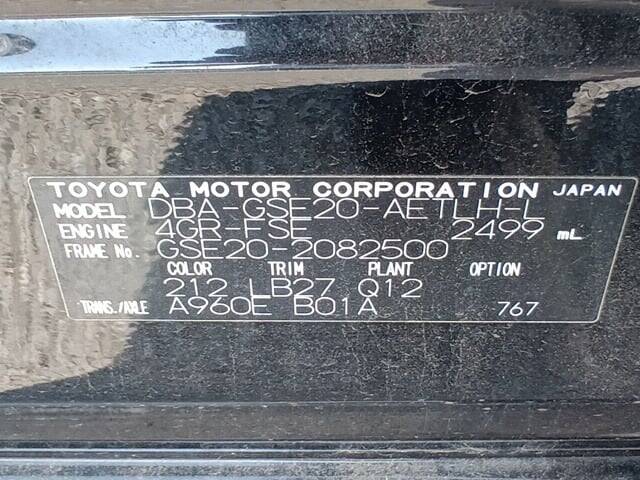 TOYOTA MOTOR CORPORATION JAPAN
MODEL DBA-GSE20-AETLH-L
ENGINE 4GR-FSE 2499 mL
FRAME No. GSE20-2082500
COLOR TRIM PLANT OPTION
212 LB27 Q12
TRANS./AXLE A960E B01A 767